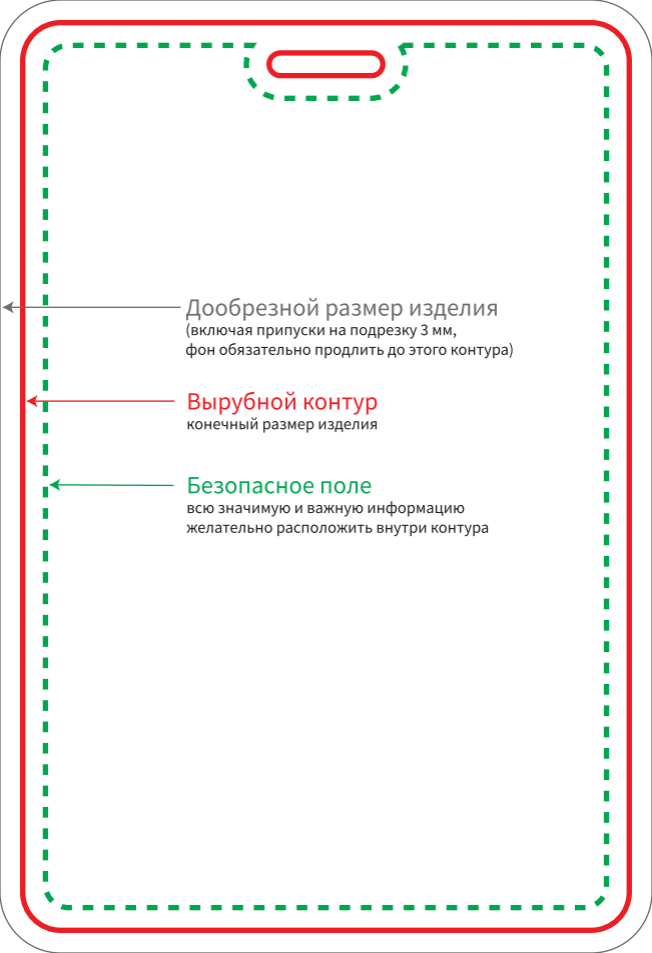 Дообрезной размер изделия
(включая припуски на подрезку 3 мм,
фон обязательно продлить до этого контура)
Вырубной контур
конечный размер изделия
Безопасное поле
всю значимую и важную информацию
желательно расположить внутри контура